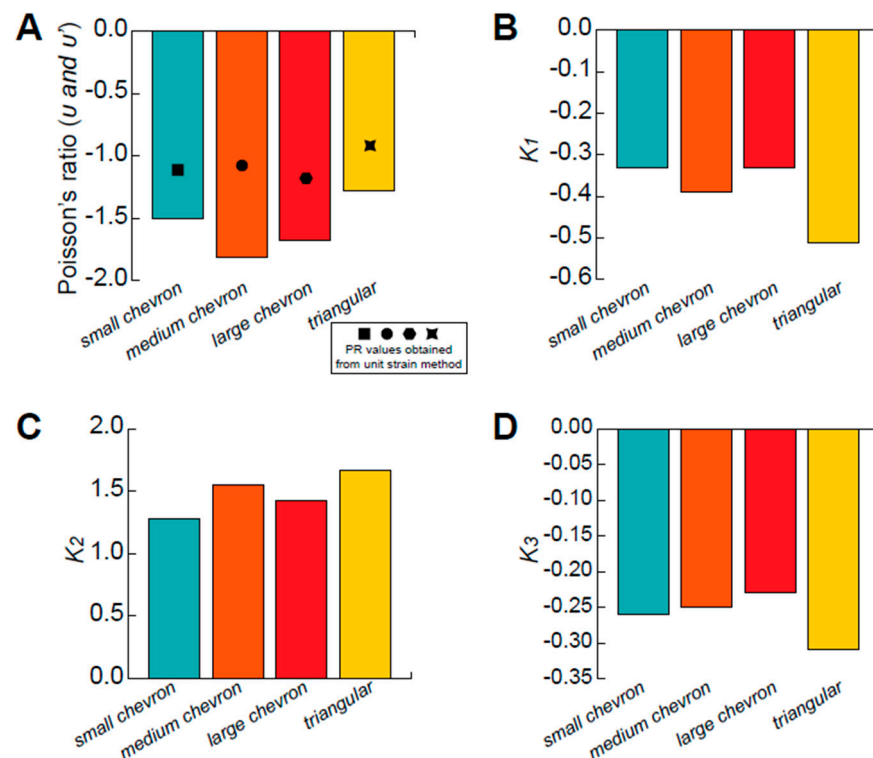 A
Poisson's ratio (υ and υ')
0.0
-0.5
-1.0
-1.5
-2.0
small chevron
medium chevron
large chevron
triangular
PR values obtained
from unit strain method
B
K1
0.0
-0.1
-0.2
-0.3
-0.4
-0.5
-0.6
small chevron
medium chevron
large chevron
triangular
C
K2
2.0
1.5
1.0
0.5
0.0
small chevron
medium chevron
large chevron
triangular
D
K3
0.00
-0.05
-0.10
-0.15
-0.20
-0.25
-0.30
-0.35
small chevron
medium chevron
large chevron
triangular